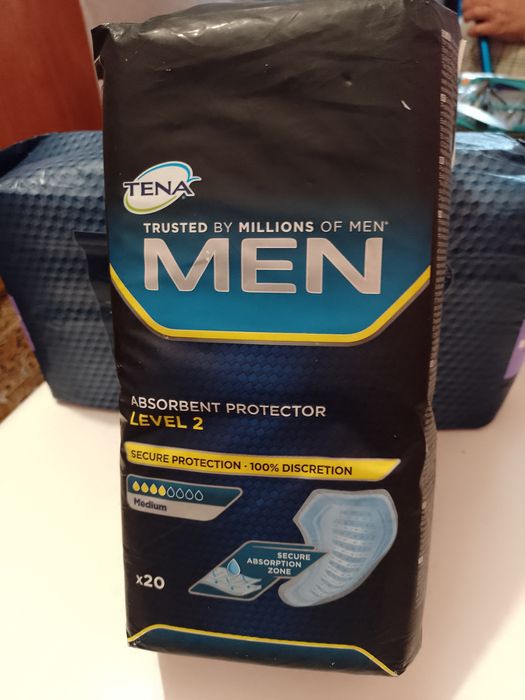 TENA
TRUSTED BY MILLIONS OF MEN*
MEN
ABSORBENT PROTECTOR
LEVEL 2
SECURE PROTECTION · 100% DISCRETION
Medium
SECURE
ABSORPTION
ZONE
x20